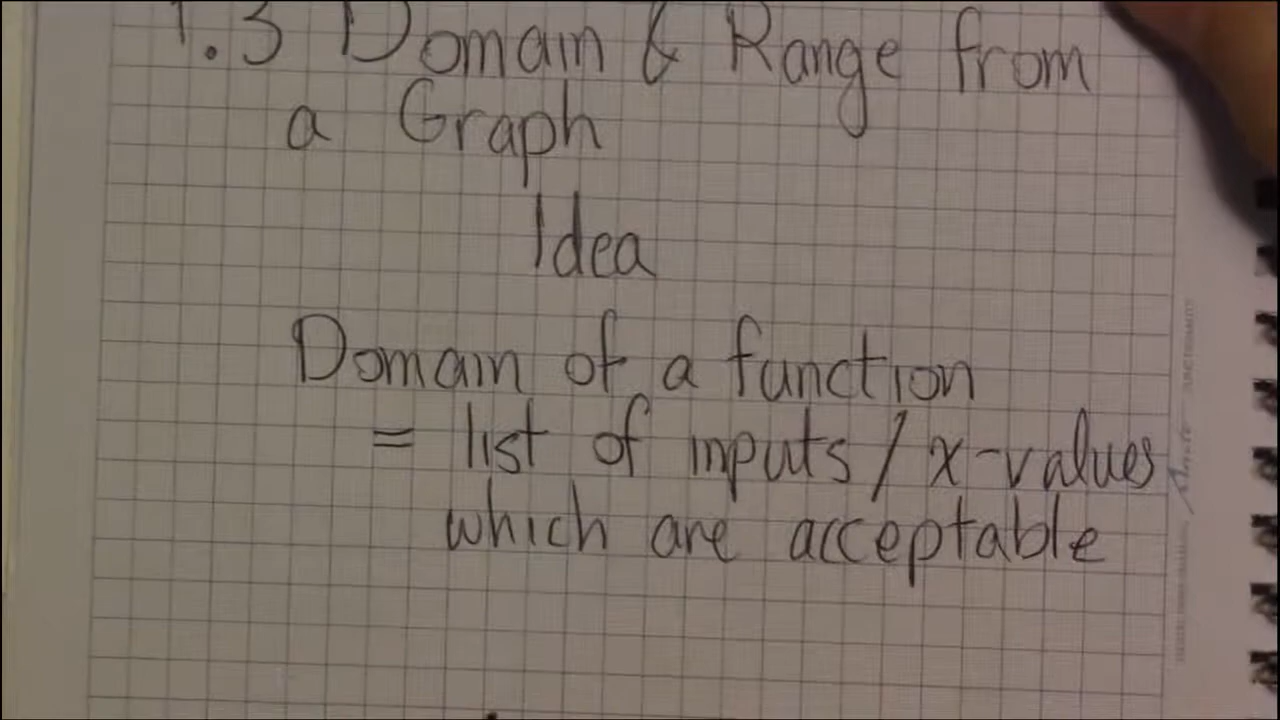 1.3 Domain & Range from
a Graph
Idea
Domain of a function
= list of inputs / x-values
which are acceptable